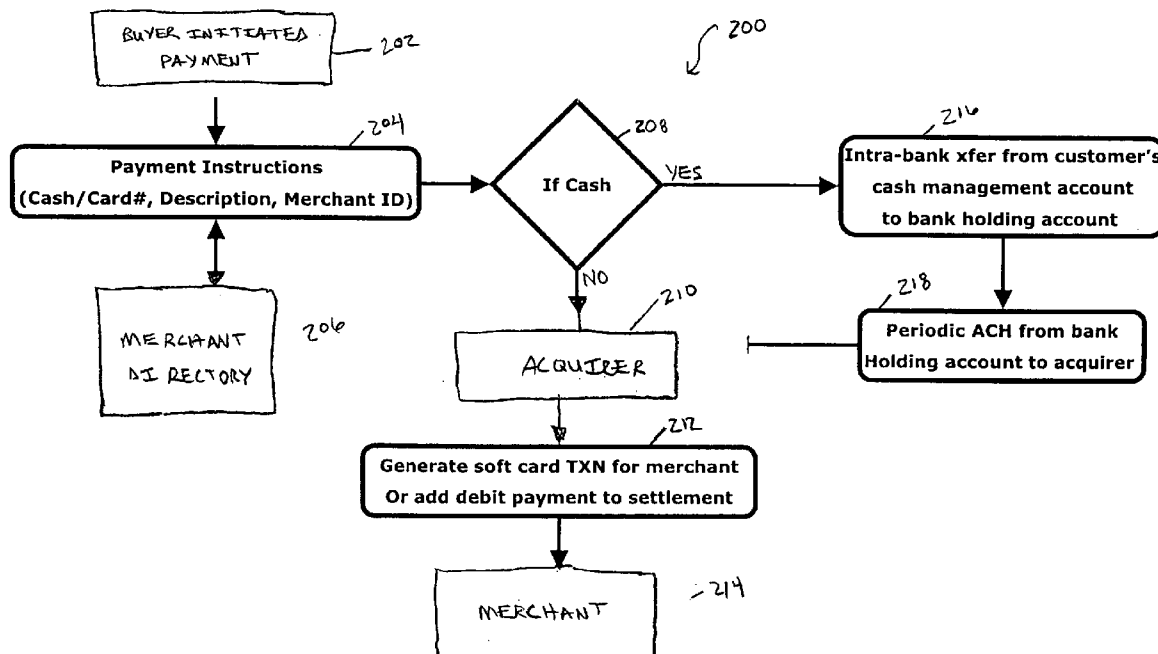 BUYER INITIATED
PAYMENT
202
200
204
Payment Instructions
(Cash/Card#, Description, Merchant ID)
208
If Cash
YES
216
Intra-bank xfer from customer's
cash management account
to bank holding account
NO
206
MERCHANT
DIRECTORY
210
ACQUIRER
218
Periodic ACH from bank
Holding account to acquirer
212
Generate soft card TXN for merchant
Or add debit payment to settlement
214
MERCHANT